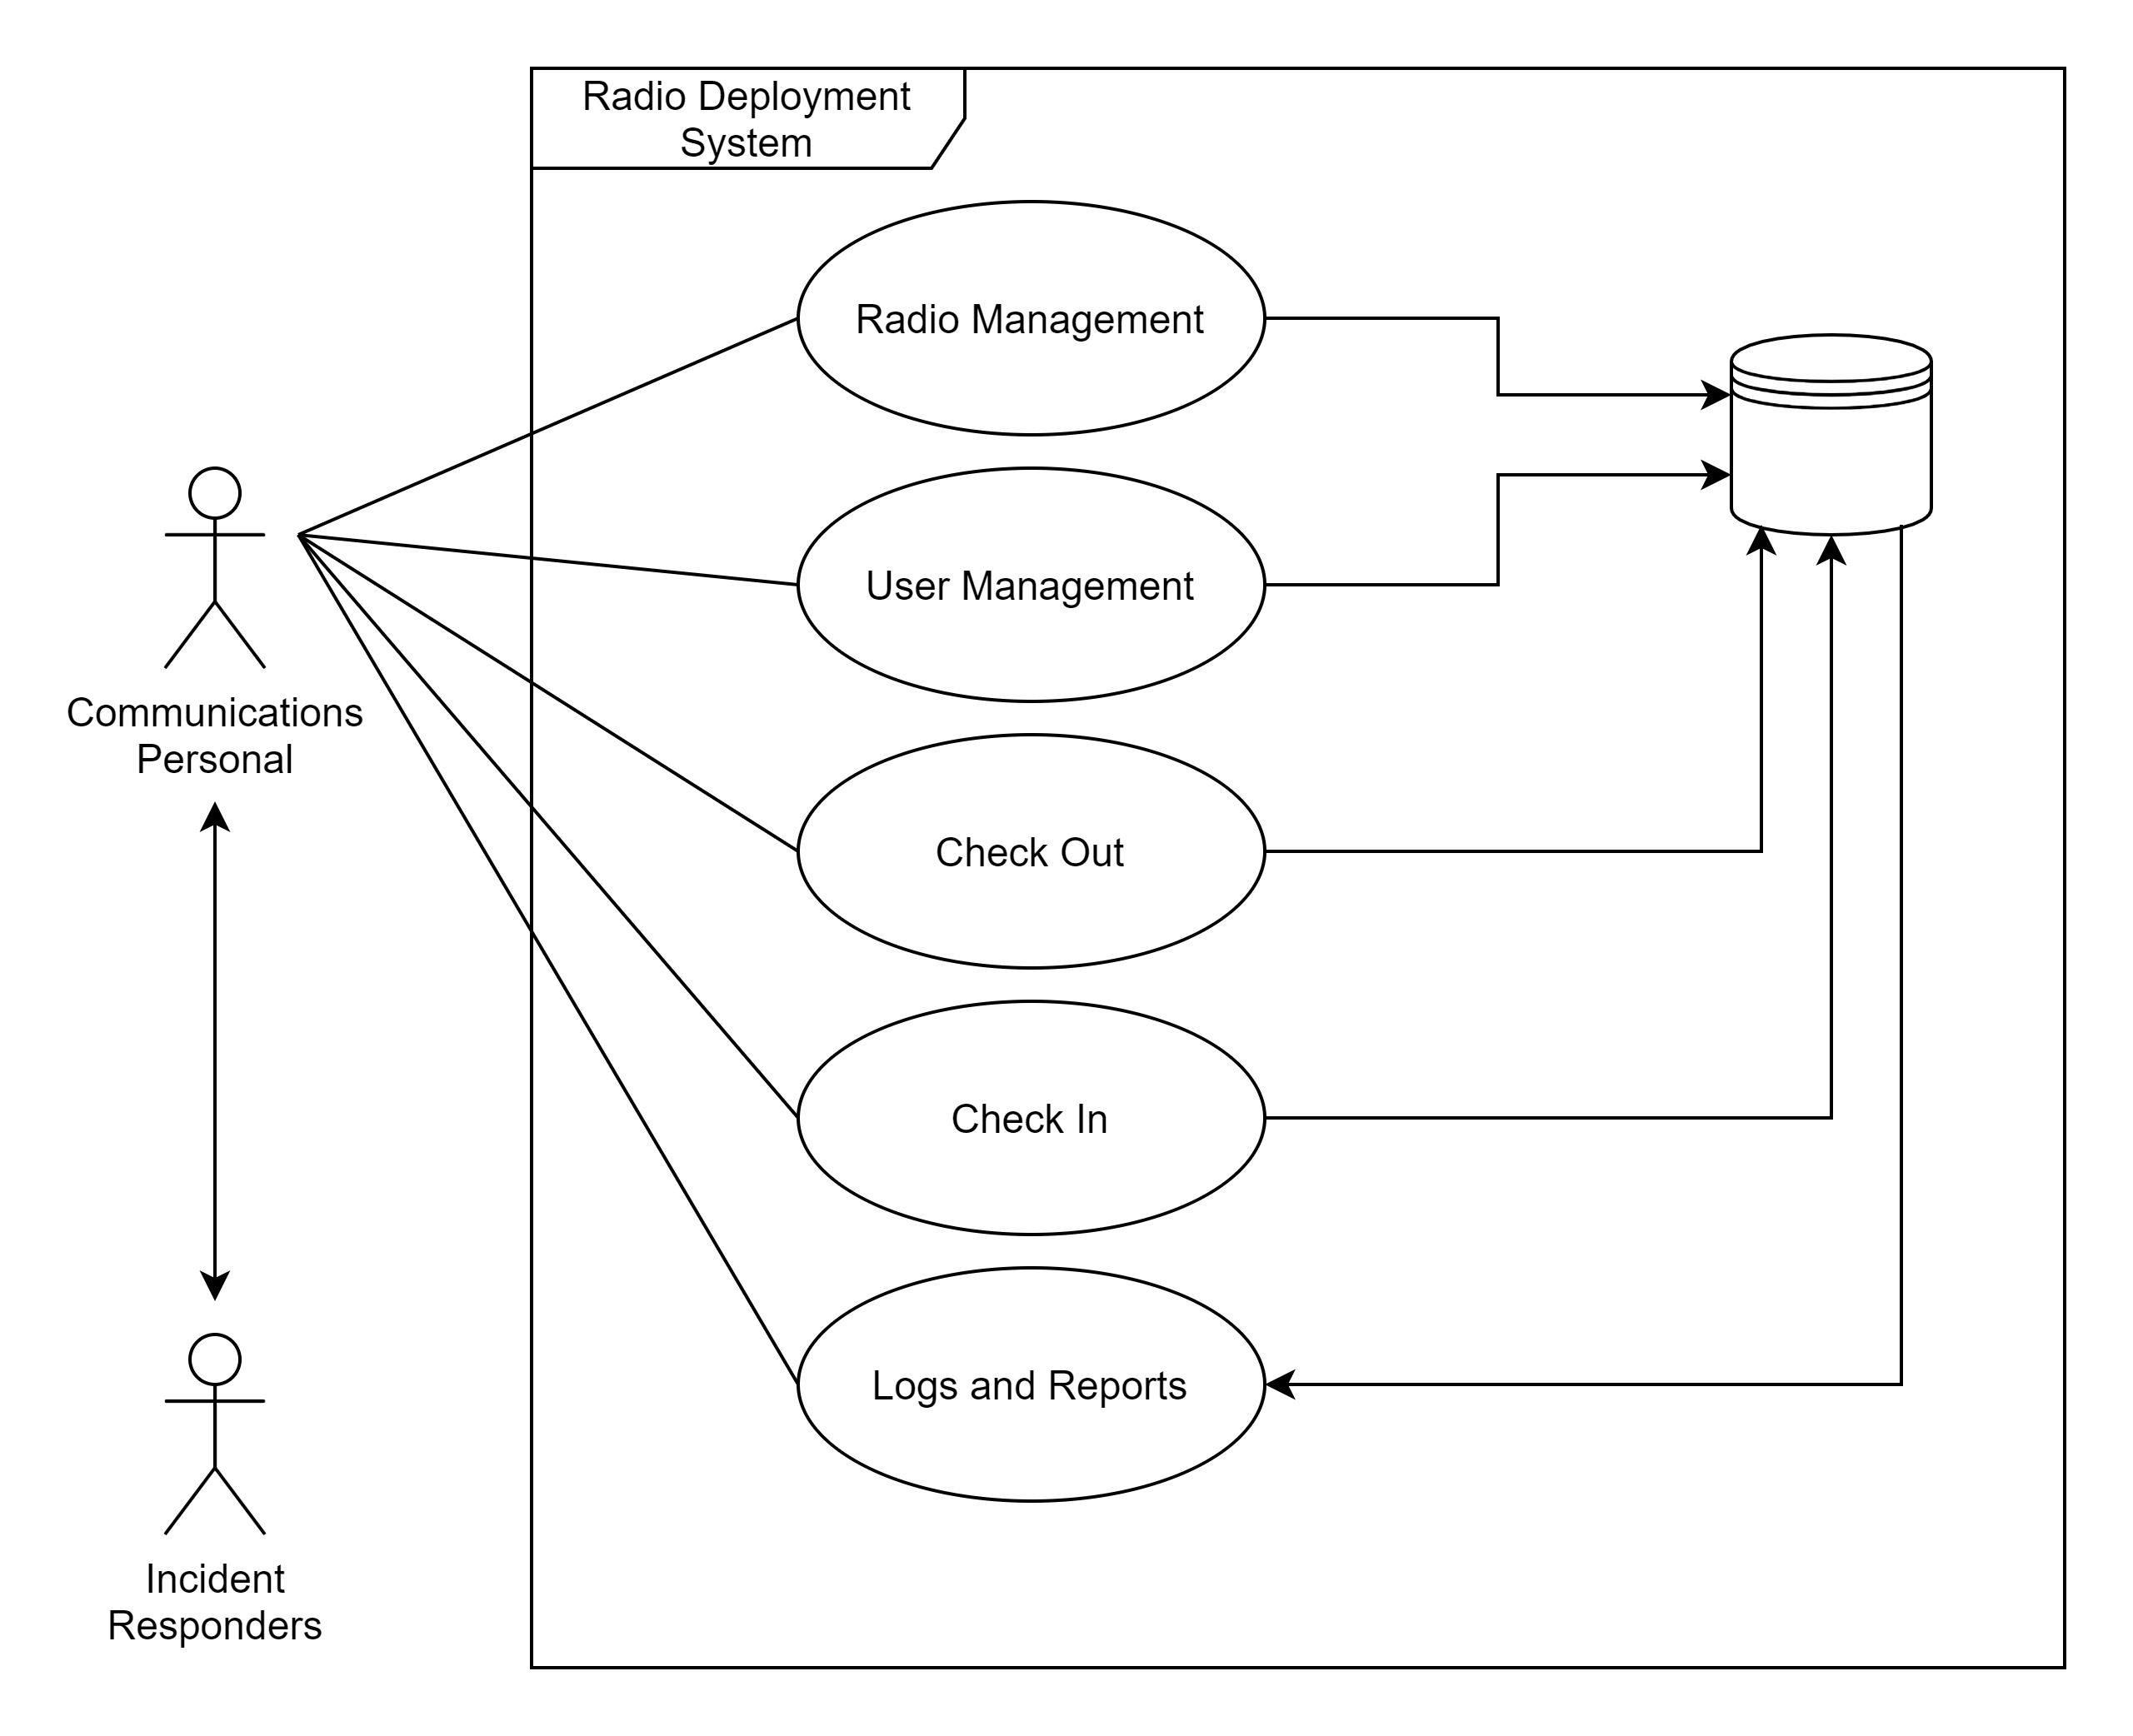 Radio Deployment
System
Radio Management
User Management
Communications
Personal
Check Out
Check In
Logs and Reports
Incident
Responders